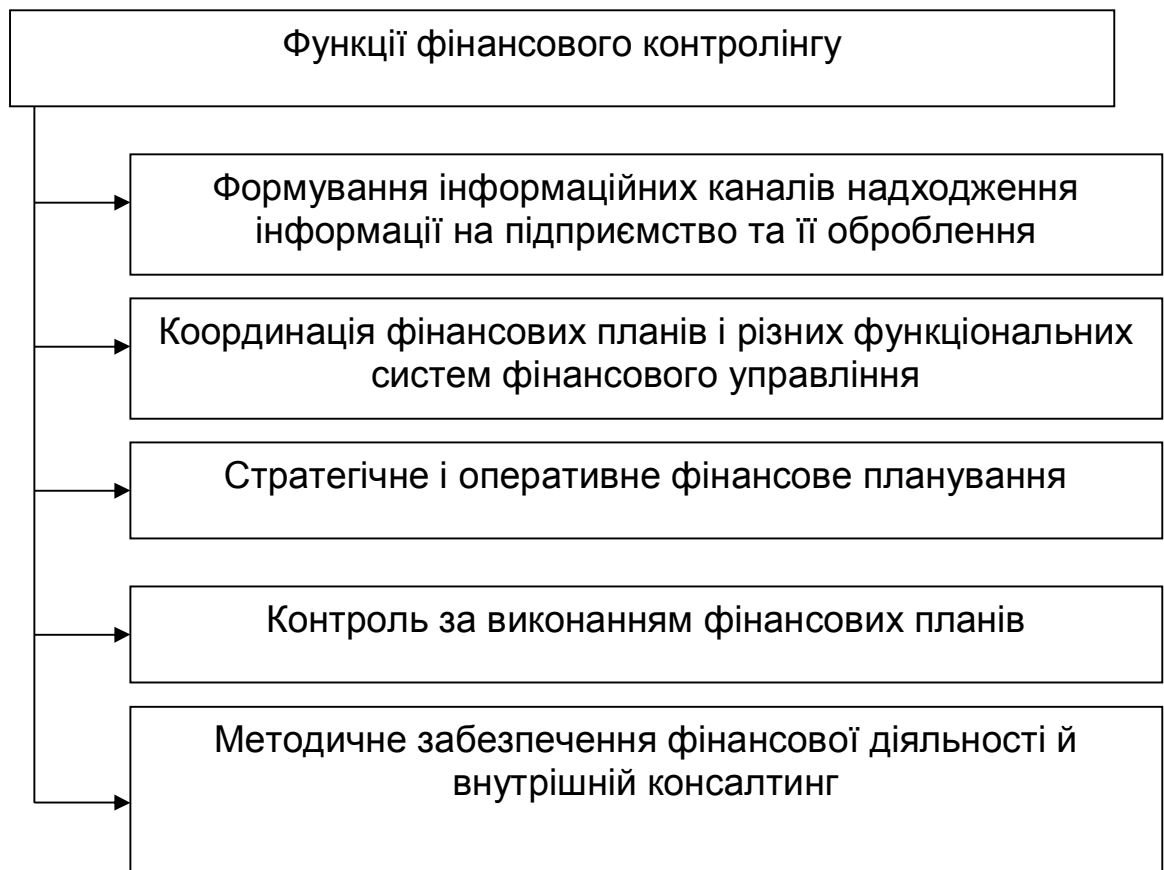 Функції фінансового контролінгу
Формування інформаційних каналів надходження
інформації на підприємство та її оброблення
Координація фінансових планів і різних функціональних
систем фінансового управління
Стратегічне і оперативне фінансове планування
Контроль за виконанням фінансових планів
Методичне забезпечення фінансової діяльності й
внутрішній консалтинг